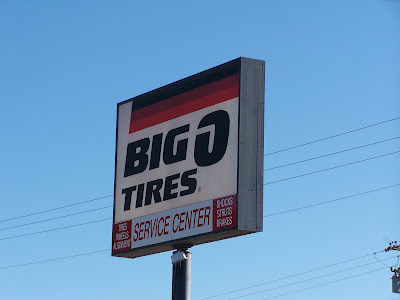 BIG O
TIRES
TIRES
WHEELS
ALIGNMENT
SERVICE CENTER
SHOCKS
STRUTS
BRAKES